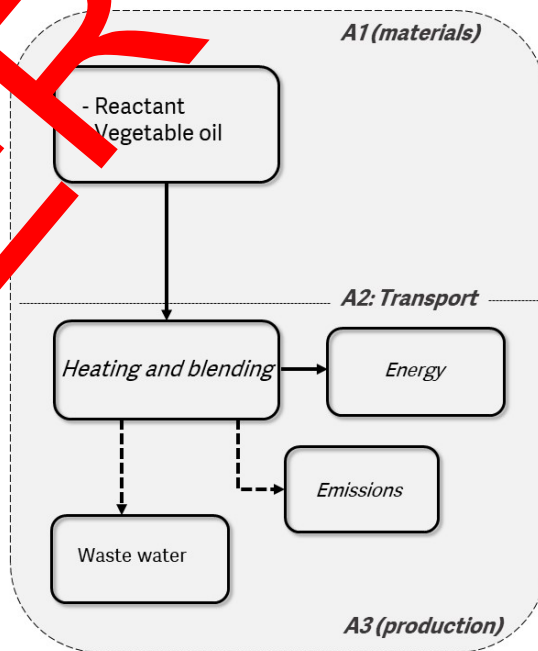 A1 (materials)
- Reactant
Vegetable oil
A2: Transport
Heating and blending
Energy
Emissions
Waste water
A3 (production)